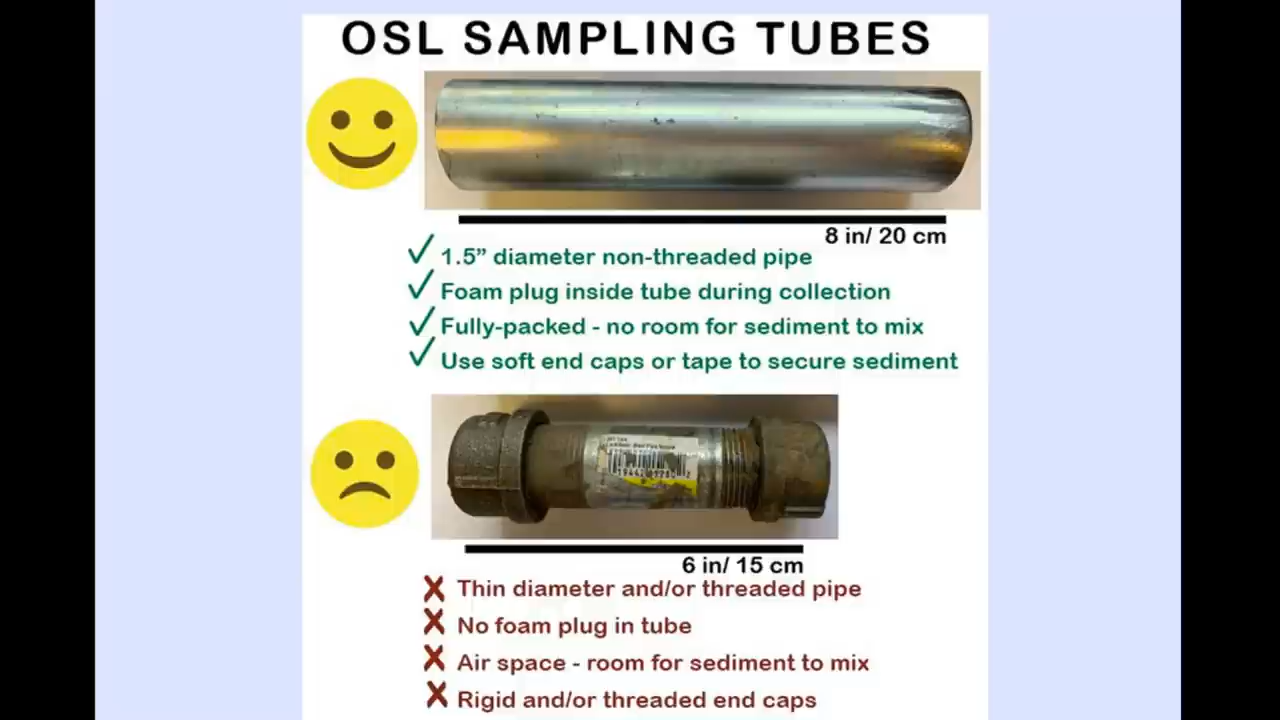 OSL SAMPLING TUBES
8 in/ 20 cm
✓ 1.5” diameter non-threaded pipe
✓ Foam plug inside tube during collection
✓ Fully-packed - no room for sediment to mix
✓ Use soft end caps or tape to secure sediment
6 in/ 15 cm
X Thin diameter and/or threaded pipe
X No foam plug in tube
X Air space - room for sediment to mix
X Rigid and/or threaded end caps